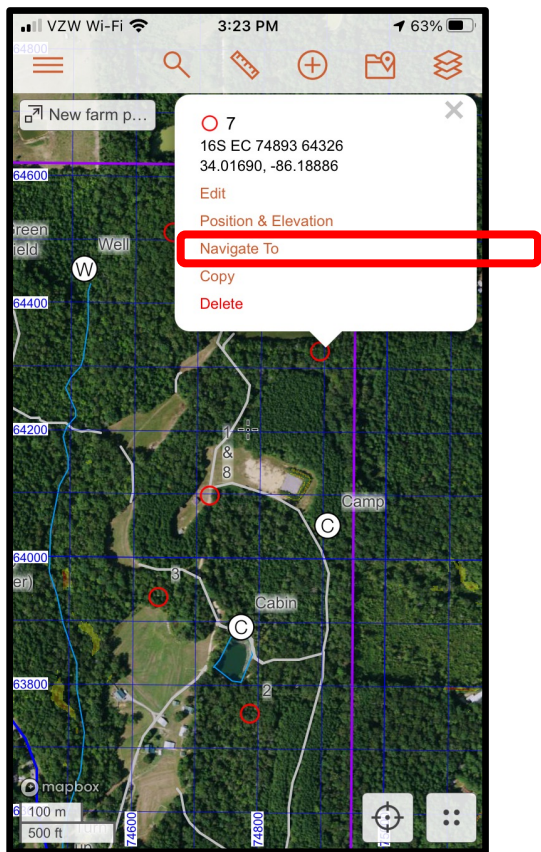 VZW Wi-Fi 3:23 PM 63%
64800
New farm p...
7
16S EC 74893 64326
34.01690, -86.18886
Edit
Position & Elevation
Navigate To
Copy
Delete
64600
Well
W
64400
64200
1
&
8
Camp
C
64000
er)
3
Cabin
C
63800
2
mapbox
100 m
500 ft
74600
74800